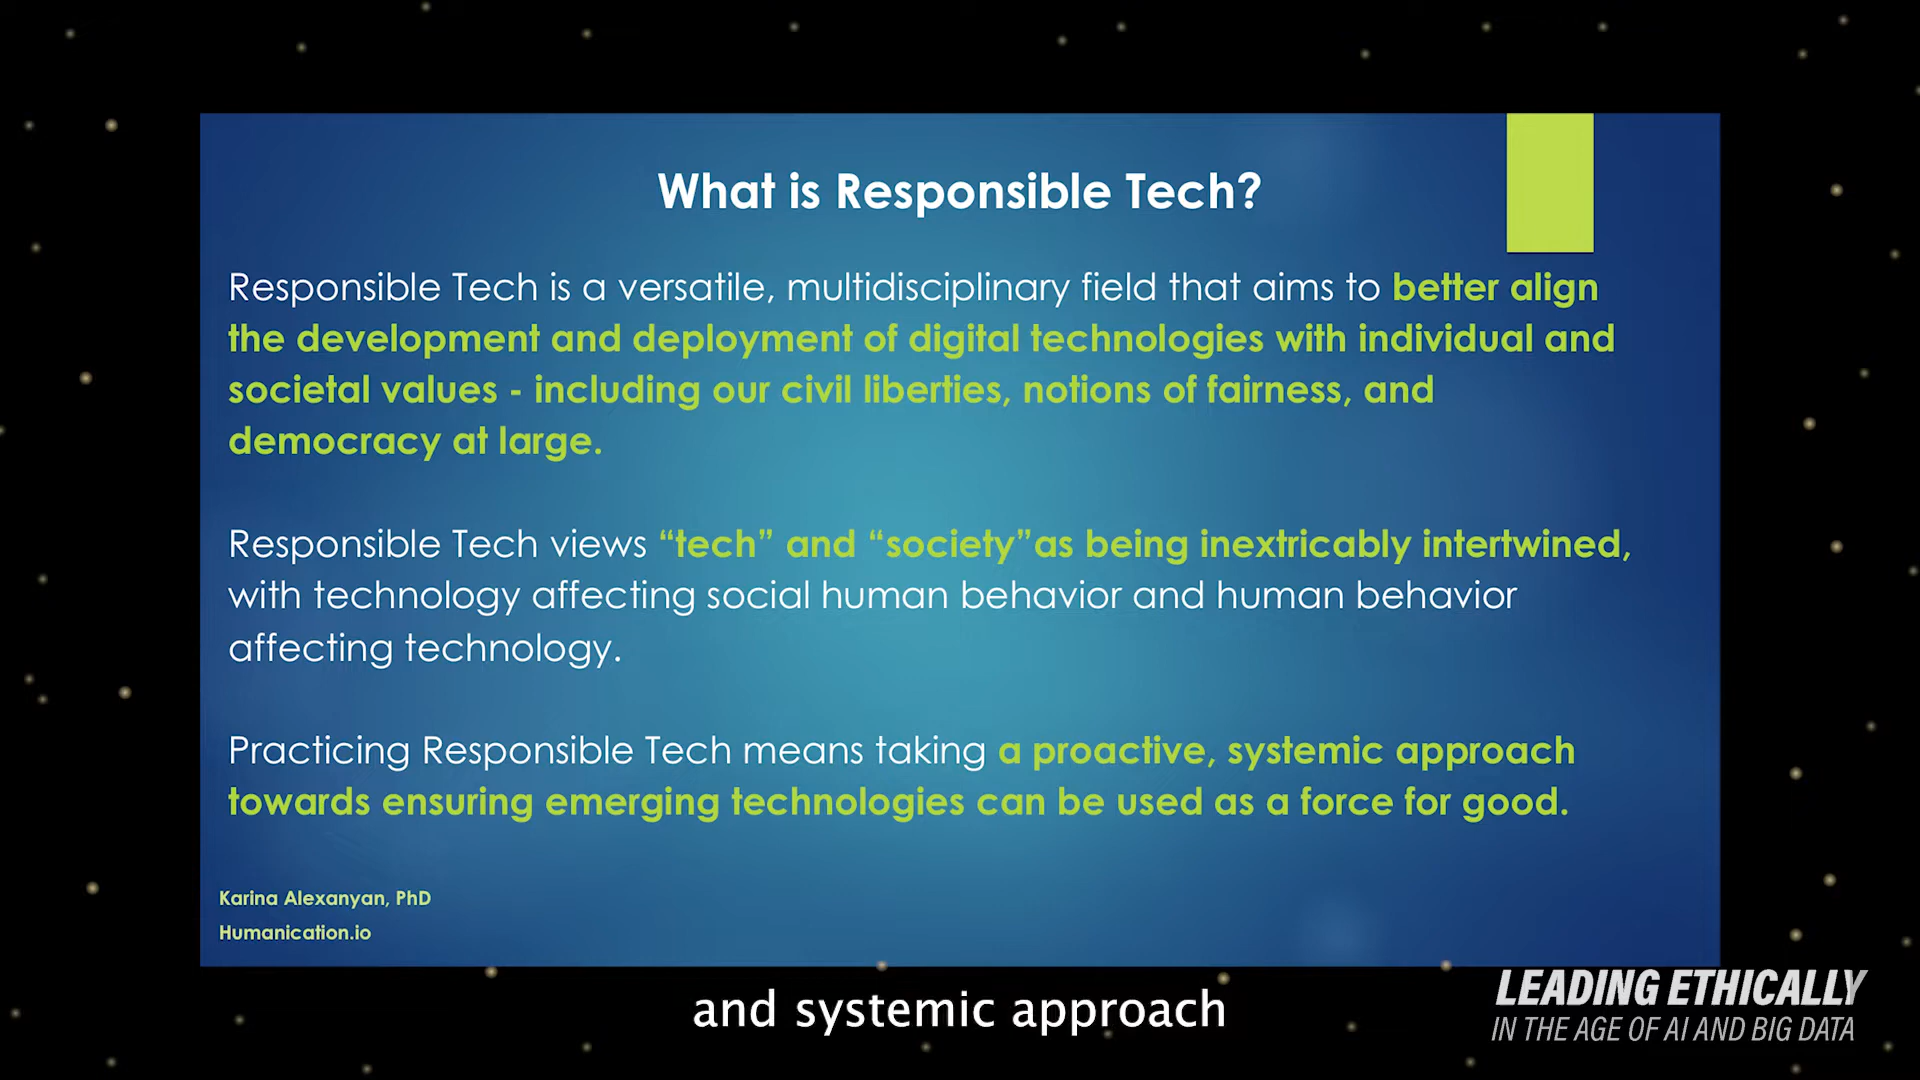 What is Responsible Tech?
Responsible Tech is a versatile, multidisciplinary field that aims to better align
the development and deployment of digital technologies with individual and
societal values - including our civil liberties, notions of fairness, and
democracy at large.
Responsible Tech views “tech” and “society”as being inextricably intertwined,
with technology affecting social human behavior and human behavior
affecting technology.
Practicing Responsible Tech means taking a proactive, systemic approach
towards ensuring emerging technologies can be used as a force for good.
Karina Alexanyan, PhD
Humanication.io
and systemic approach
LEADING ETHICALLY
IN THE AGE OF AI AND BIG DATA